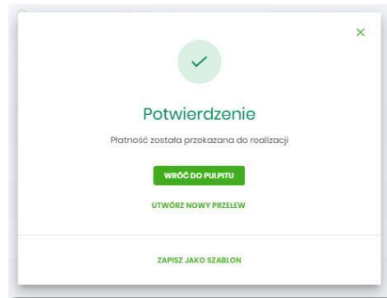 Potwierdzenie
Płatność została przekazana do realizacji
WRÓĆ DO PULPITU
UTWÓRZ NOWY PRZELEW
ZAPISZ JAKO SZABLON